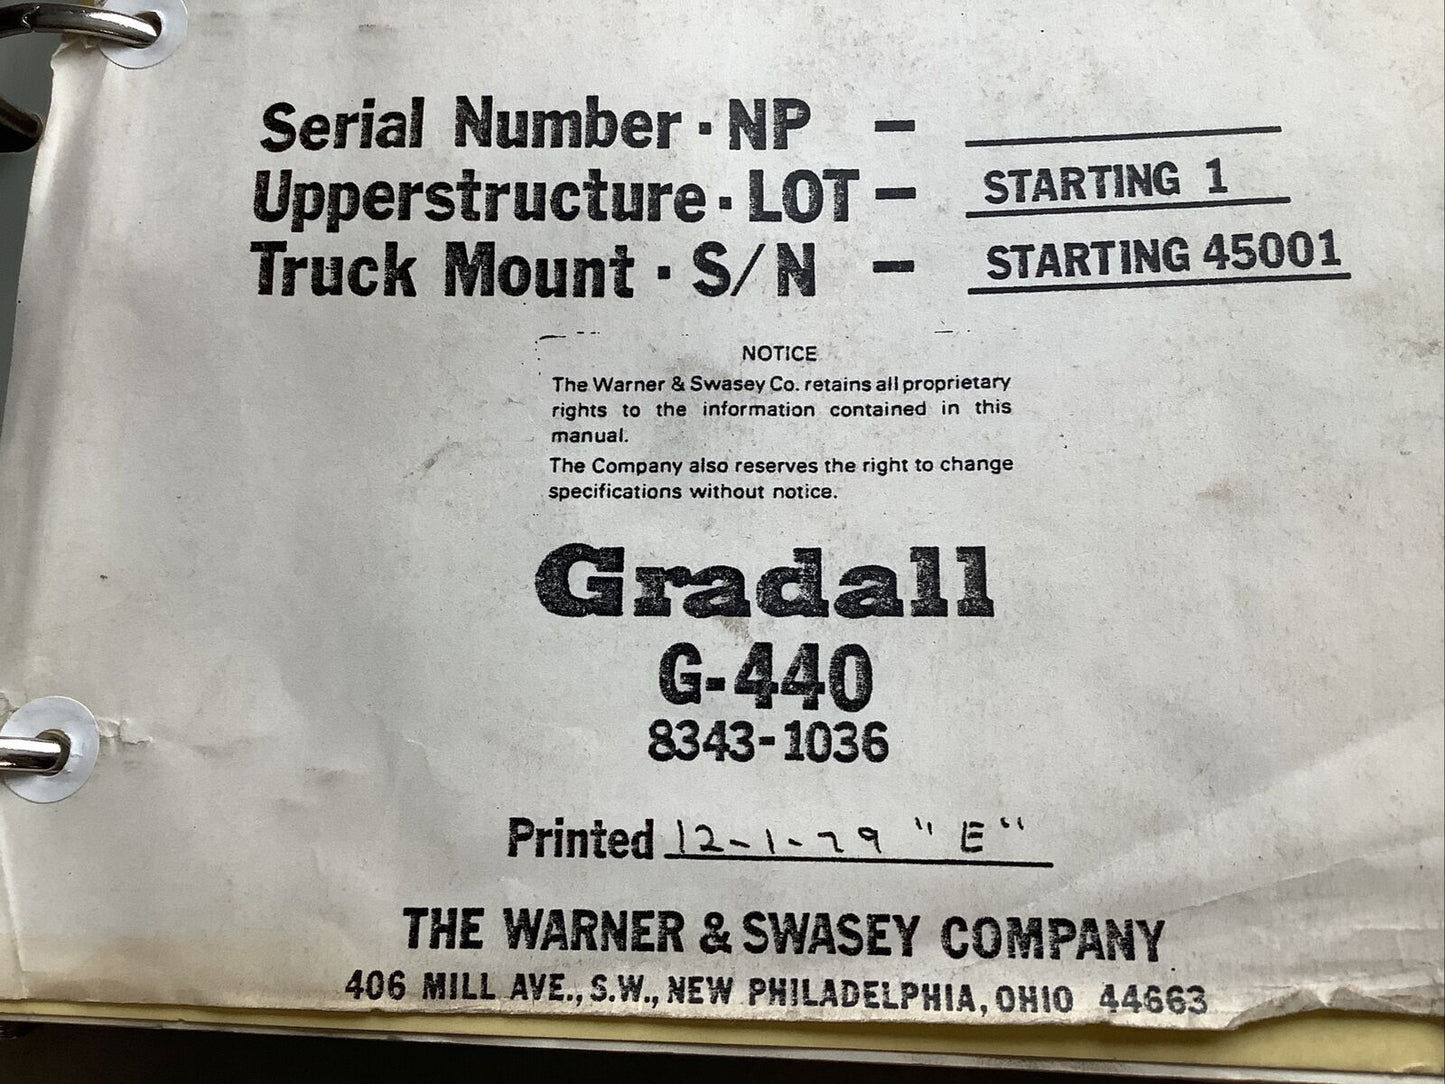 Serial Number · NP –
Upperstructure · LOT – STARTING 1
Truck Mount · S/N – STARTING 45001
NOTICE
The Warner & Swasey Co. retains all proprietary
rights to the information contained in this
manual.
The Company also reserves the right to change
specifications without notice.
Gradall
G-440
8343-1036
Printed 12-1-79 "E"
THE WARNER & SWASEY COMPANY
406 MILL AVE., S.W., NEW PHILADELPHIA, OHIO 44663